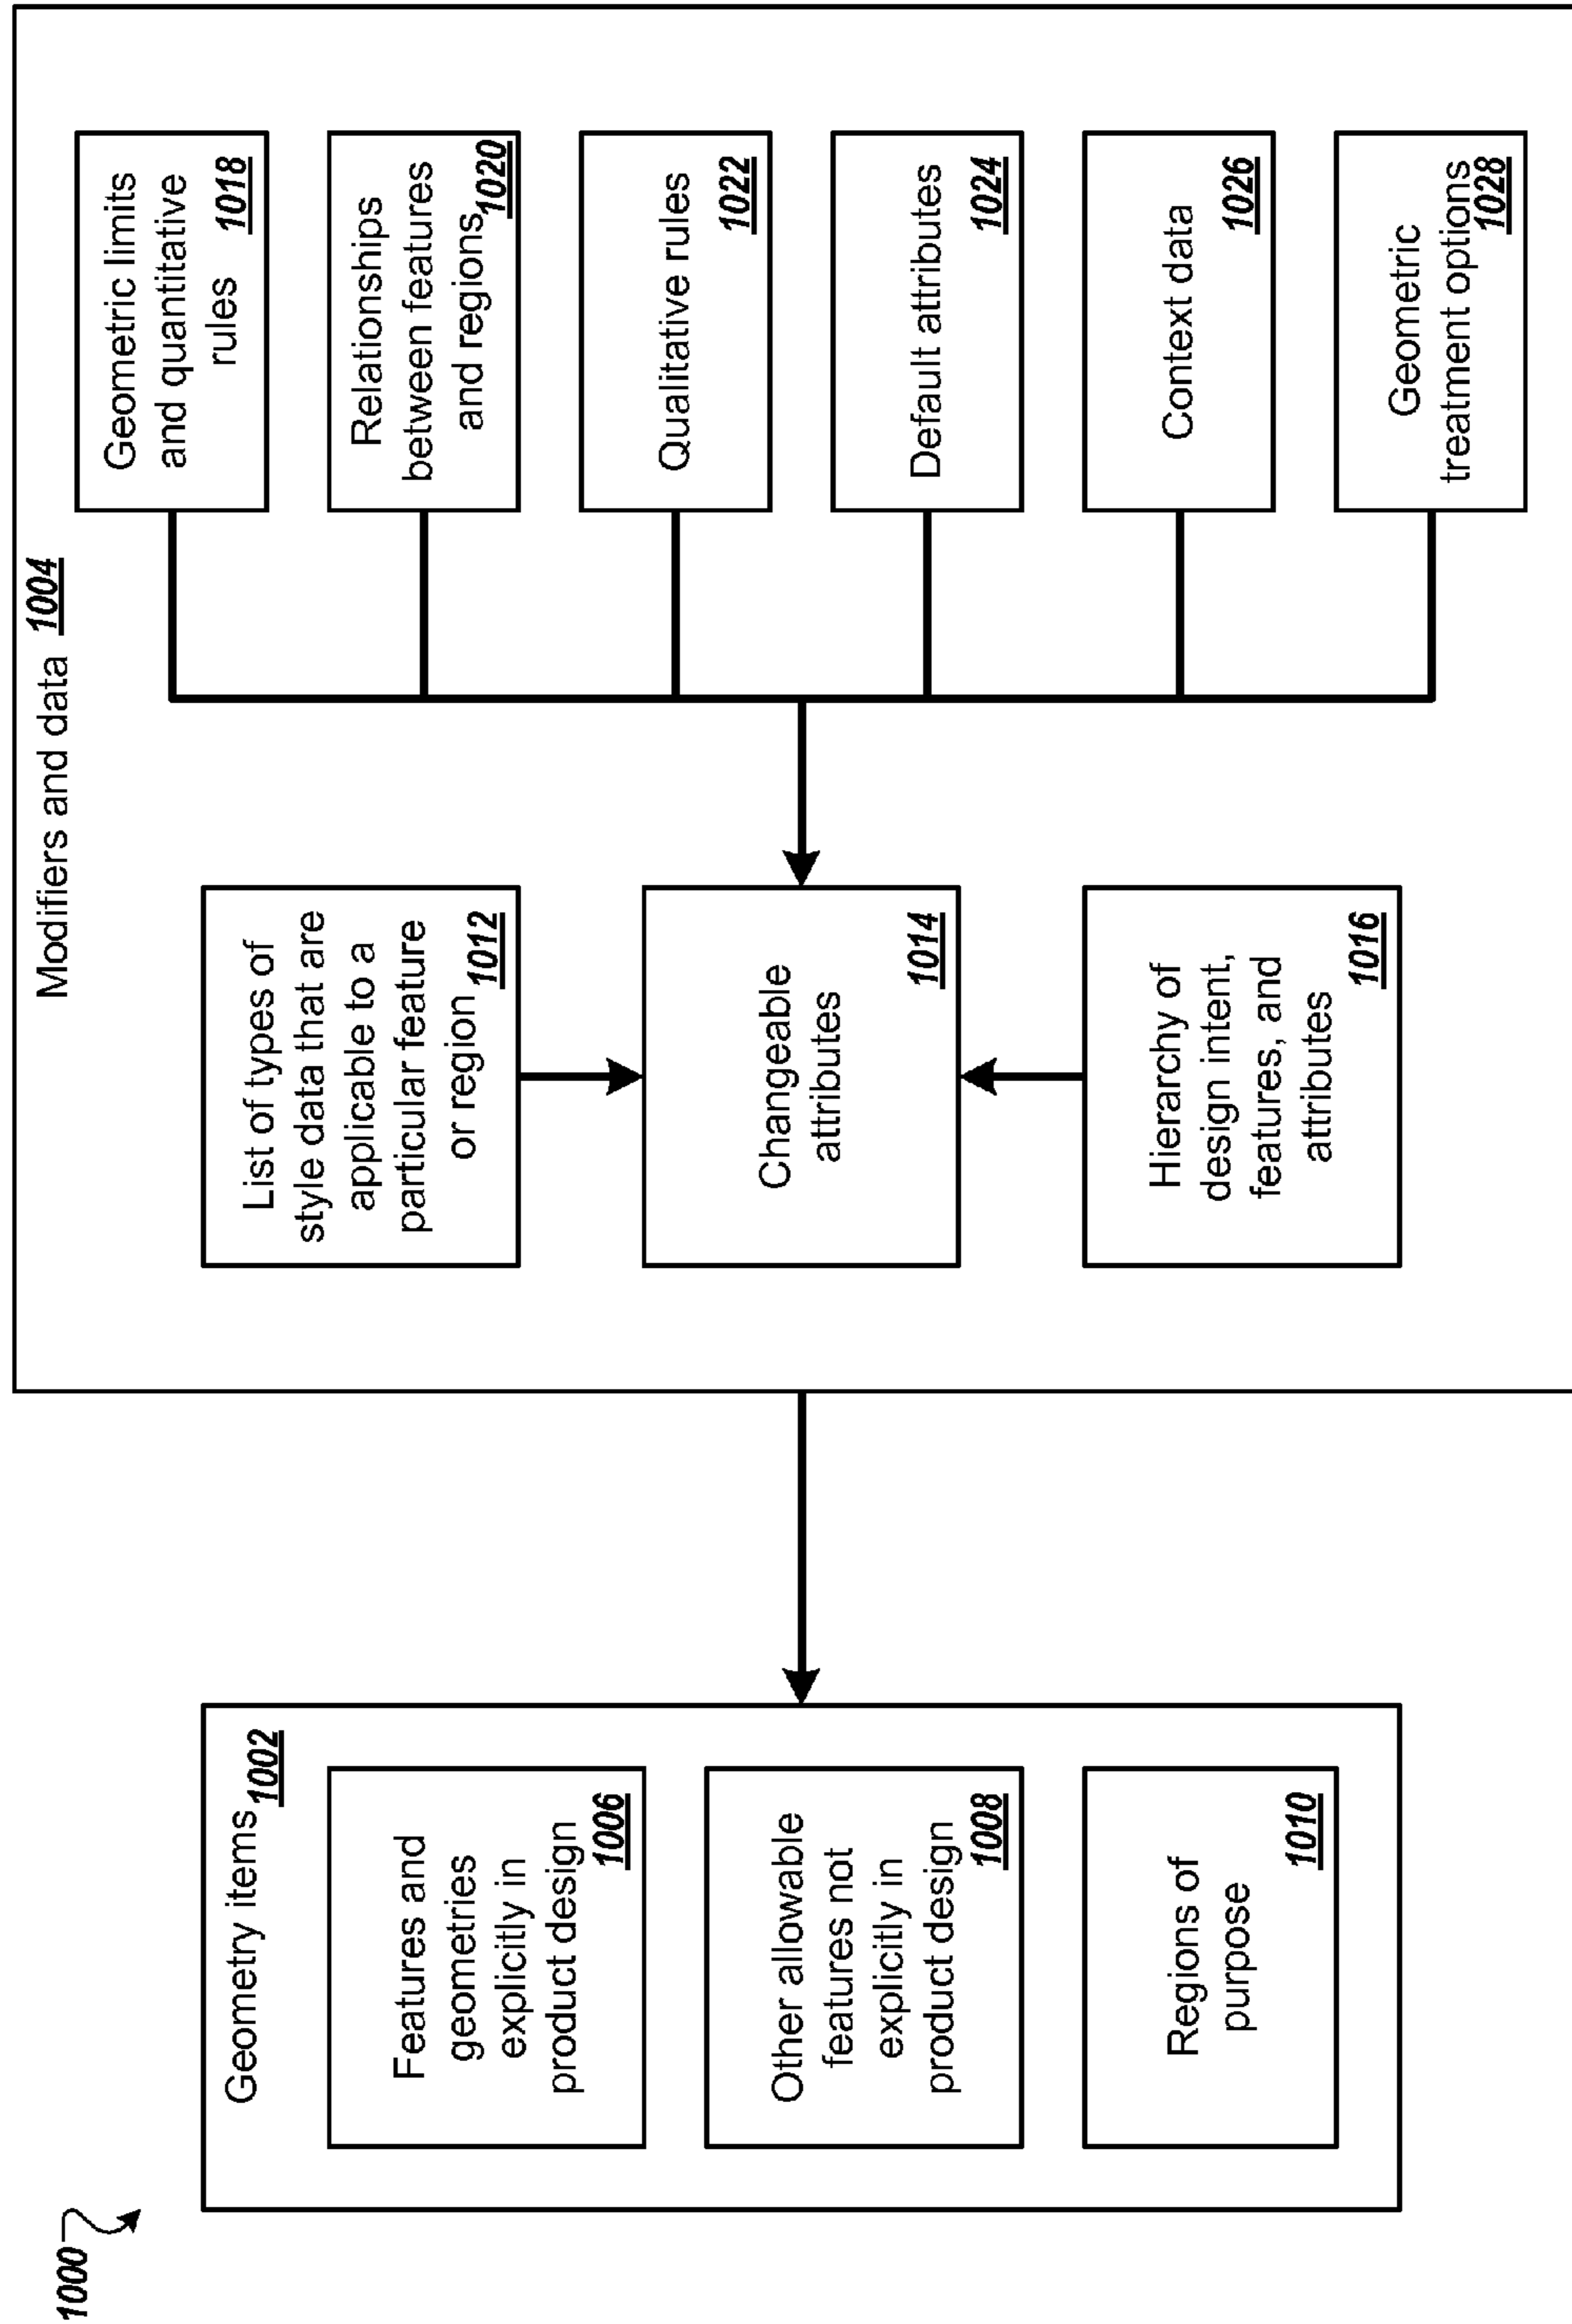 1000
Geometry items 1002
Features and
geometries
explicitly in
product design
1006
Other allowable
features not
explicitly in
product design
1008
Regions of
purpose
1010
Modifiers and data 1004
List of types of
style data that are
applicable to a
particular feature
or region 1012
Changeable
attributes
1014
Hierarchy of
design intent,
features, and
attributes
1016
Geometric limits
and quantitative
rules 1018
Relationships
between features
and regions 1020
Qualitative rules
1022
Default attributes
1024
Context data
1026
Geometric
treatment options
1028